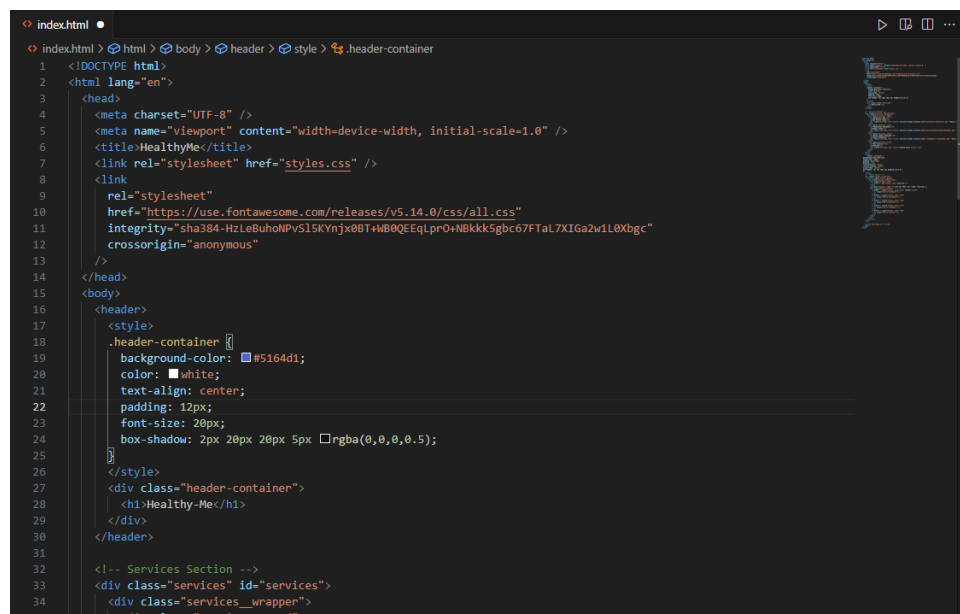 index.html
index.html > html > body > header > style > .header-container
1 <!DOCTYPE html>
2 <html lang="en">
3 <head>
4 <meta charset="UTF-8" />
5 <meta name="viewport" content="width=device-width, initial-scale=1.0" />
6 <title>HealthyMe</title>
7 <link rel="stylesheet" href="styles.css" />
8 <link
9 rel="stylesheet"
10 href="https://use.fontawesome.com/releases/v5.14.0/css/all.css"
11 integrity="sha384-HzLeBuhoNPvSl5KYnjx0BT+WB0QEEqLprO+NBkkk5gbc67FTaL7XIGa2w1L0Xbgc"
12 crossorigin="anonymous"
13 />
14 </head>
15 <body>
16 <header>
17 <style>
18 .header-container {
19 background-color: #5164d1;
20 color: white;
21 text-align: center;
22 padding: 12px;
23 font-size: 20px;
24 box-shadow: 2px 20px 20px 5px rgba(0,0,0,0.5);
25 }
26 </style>
27 <div class="header-container">
28 <h1>Healthy-Me</h1>
29 </div>
30 </header>
31
32 <!-- Services Section -->
33 <div class="services" id="services">
34 <div class="services__wrapper">